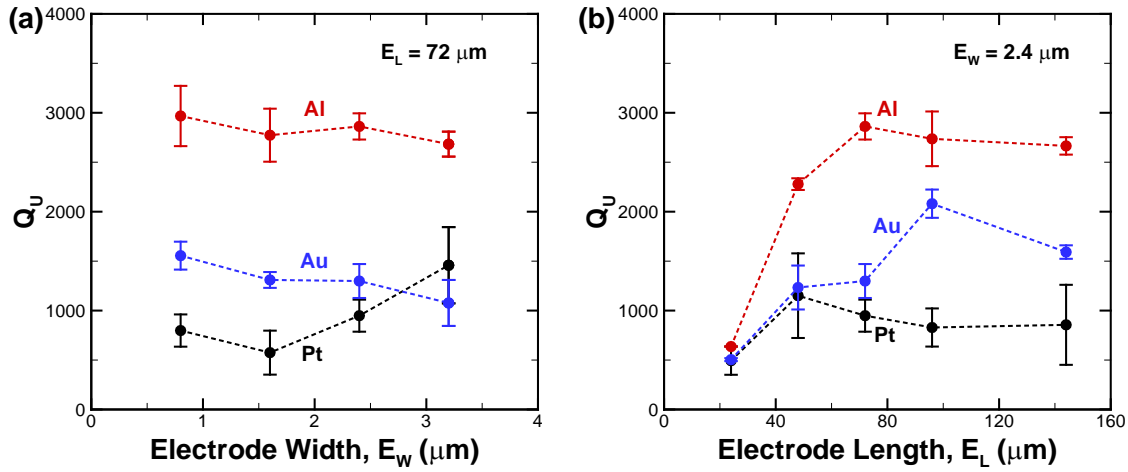 (a)
E_L = 72 μm
Q_U
4000
3000
2000
1000
0
Al
Au
Pt
0 1 2 3 4
Electrode Width, E_W (μm)
(b)
E_W = 2.4 μm
Q_U
4000
3000
2000
1000
0
Al
Au
Pt
0 40 80 120 160
Electrode Length, E_L (μm)